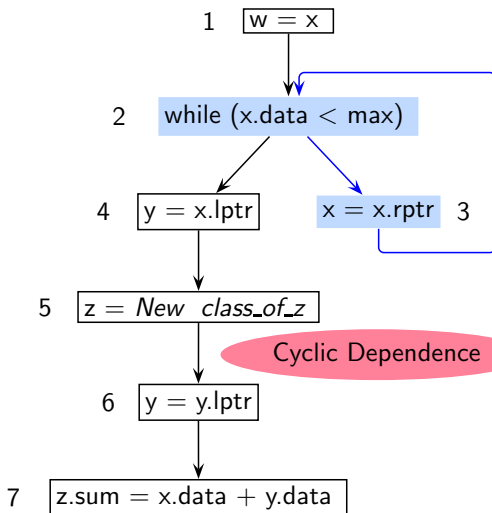 1 w = x
2 while (x.data < max)
4 y = x.lptr
x = x.rptr 3
5 z = New class_of_z
Cyclic Dependence
6 y = y.lptr
7 z.sum = x.data + y.data